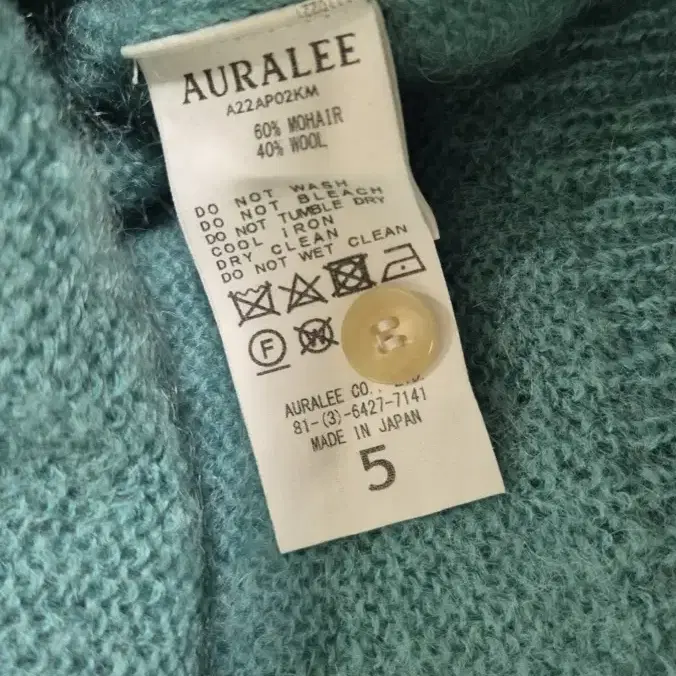 AURALEE
A22AP02KM
60% MOHAIR
40% WOOL
DO NOT WASH
DO NOT BLEACH
DO NOT TUMBLE DRY
COOL IRON
DRY CLEAN
DO NOT WET CLEAN
F
W
AURALEE CO.
81-(3)-6427-7141
MADE IN JAPAN
5